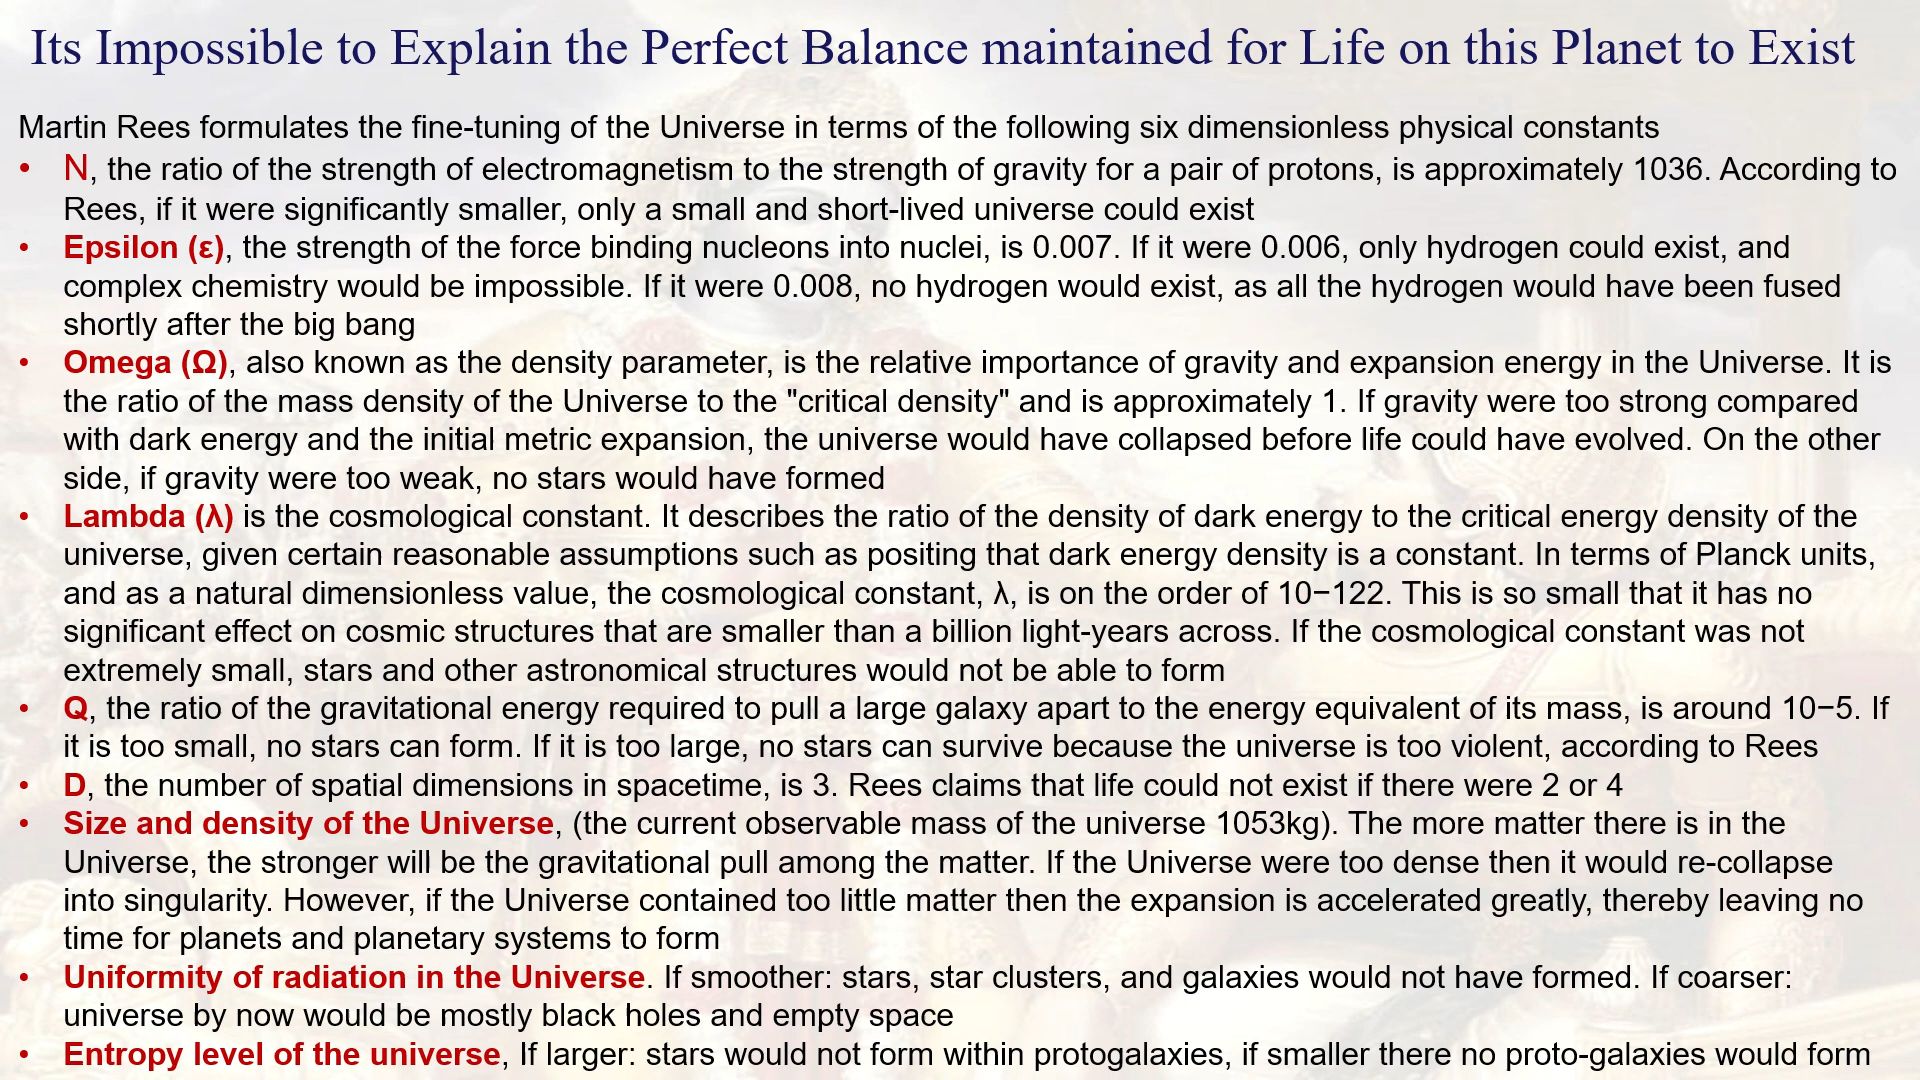 Its Impossible to Explain the Perfect Balance maintained for Life on this Planet to Exist
Martin Rees formulates the fine-tuning of the Universe in terms of the following six dimensionless physical constants
• N, the ratio of the strength of electromagnetism to the strength of gravity for a pair of protons, is approximately 1036. According to
Rees, if it were significantly smaller, only a small and short-lived universe could exist
• Epsilon (ε), the strength of the force binding nucleons into nuclei, is 0.007. If it were 0.006, only hydrogen could exist, and
complex chemistry would be impossible. If it were 0.008, no hydrogen would exist, as all the hydrogen would have been fused
shortly after the big bang
• Omega (Ω), also known as the density parameter, is the relative importance of gravity and expansion energy in the Universe. It is
the ratio of the mass density of the Universe to the "critical density" and is approximately 1. If gravity were too strong compared
with dark energy and the initial metric expansion, the universe would have collapsed before life could have evolved. On the other
side, if gravity were too weak, no stars would have formed
• Lambda (λ) is the cosmological constant. It describes the ratio of the density of dark energy to the critical energy density of the
universe, given certain reasonable assumptions such as positing that dark energy density is a constant. In terms of Planck units,
and as a natural dimensionless value, the cosmological constant, λ, is on the order of 10−122. This is so small that it has no
significant effect on cosmic structures that are smaller than a billion light-years across. If the cosmological constant was not
extremely small, stars and other astronomical structures would not be able to form
• Q, the ratio of the gravitational energy required to pull a large galaxy apart to the energy equivalent of its mass, is around 10−5. If
it is too small, no stars can form. If it is too large, no stars can survive because the universe is too violent, according to Rees
• D, the number of spatial dimensions in spacetime, is 3. Rees claims that life could not exist if there were 2 or 4
• Size and density of the Universe, (the current observable mass of the universe 1053kg). The more matter there is in the
Universe, the stronger will be the gravitational pull among the matter. If the Universe were too dense then it would re-collapse
into singularity. However, if the Universe contained too little matter then the expansion is accelerated greatly, thereby leaving no
time for planets and planetary systems to form
• Uniformity of radiation in the Universe. If smoother: stars, star clusters, and galaxies would not have formed. If coarser:
universe by now would be mostly black holes and empty space
• Entropy level of the universe, If larger: stars would not form within protogalaxies, if smaller there no proto-galaxies would form